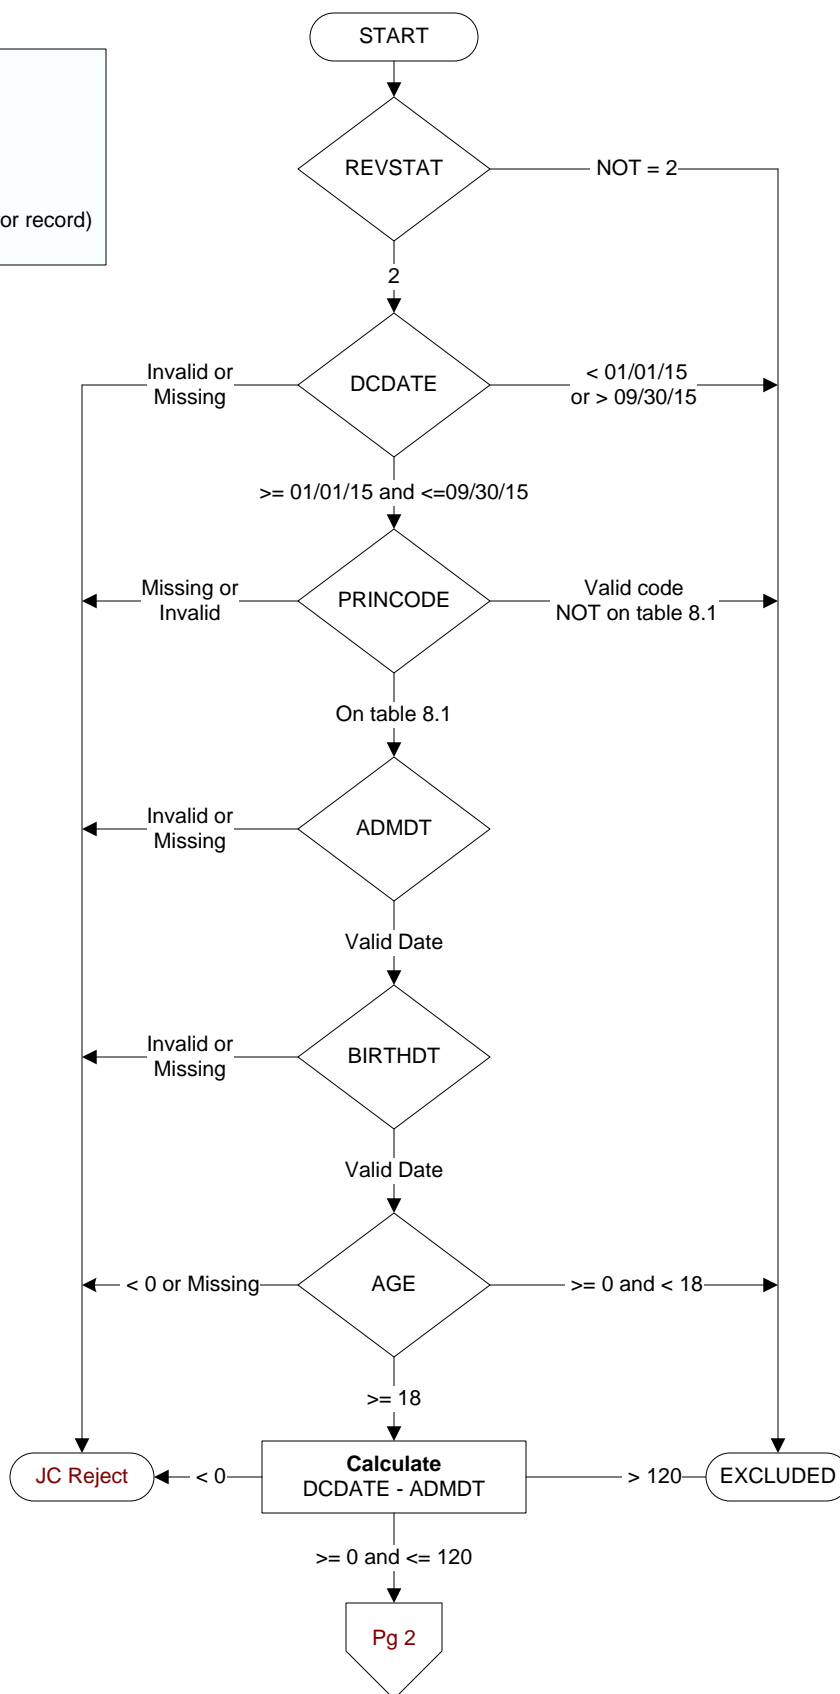 START
REVSTAT
NOT = 2
or record)
2
Invalid or
Missing
DCDATE
< 01/01/15
or > 09/30/15
>= 01/01/15 and <=09/30/15
Missing or
Invalid
PRINCODE
Valid code
NOT on table 8.1
On table 8.1
Invalid or
Missing
ADMDT
Valid Date
Invalid or
Missing
BIRTHDT
Valid Date
< 0 or Missing
AGE
>= 0 and < 18
>= 18
JC Reject
< 0
Calculate
DCDATE - ADMDT
> 120
EXCLUDED
>= 0 and <= 120
Pg 2